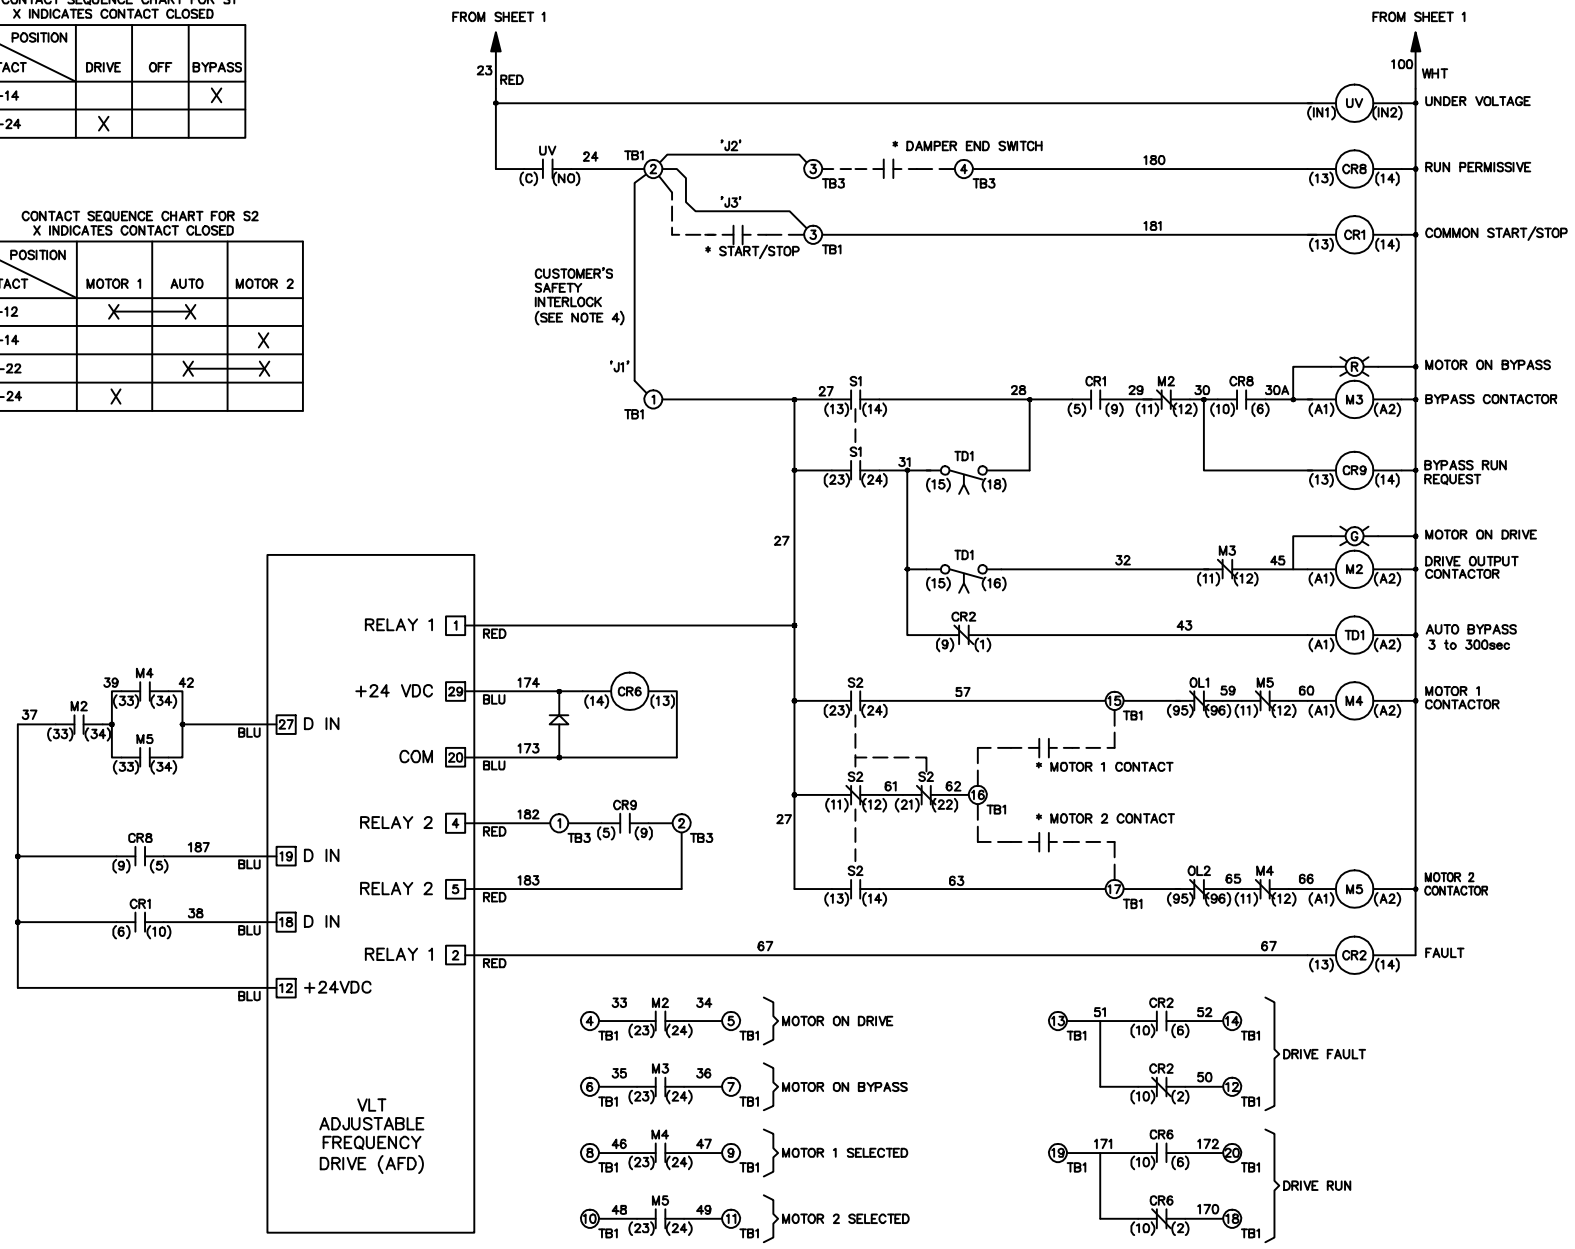 CONTACT SEQUENCE CHART FOR S1
X INDICATES CONTACT CLOSED
POSITION
TACT DRIVE OFF BYPASS
-14 X
-24 X
CONTACT SEQUENCE CHART FOR S2
X INDICATES CONTACT CLOSED
POSITION
TACT MOTOR 1 AUTO MOTOR 2
-12 X X
-14 X
-22 X X
-24 X
FROM SHEET 1
FROM SHEET 1
23 RED
100 WHT
(IN1) UV (IN2) UNDER VOLTAGE
UV
(C) (NO)
24
TB1
2
'J2'
3
TB3
* DAMPER END SWITCH
4
TB3
180
(13) CR8 (14) RUN PERMISSIVE
'J3'
* START/STOP
3
TB1
181
(13) CR1 (14) COMMON START/STOP
CUSTOMER'S
SAFETY
INTERLOCK
(SEE NOTE 4)
'J1'
TB1
1
27
S1
(13) (14)
28
CR1
(5) (9)
29
M2
(11) (12)
30
CR8
(10) (6)
30A
R
MOTOR ON BYPASS
(A1) M3 (A2) BYPASS CONTACTOR
S1
(23) (24)
31
TD1
(15) (18)
(13) CR9 (14)
BYPASS RUN
REQUEST
27
TD1
(15) (16)
32
M3
(11) (12)
45
G
MOTOR ON DRIVE
(A1) M2 (A2)
DRIVE OUTPUT
CONTACTOR
CR2
(9) (1)
43
(A1) TD1 (A2)
AUTO BYPASS
3 to 300sec
S2
(23) (24)
57
15
TB1
OL1
(95) (96)
59
M5
(11) (12)
60
(A1) M4 (A2)
MOTOR 1
CONTACTOR
* MOTOR 1 CONTACT
S2
(11) (12)
61
S2
(21) (22)
62
16
TB1
27
* MOTOR 2 CONTACT
S2
(13) (14)
63
17
TB1
OL2
(95) (96)
65
M4
(11) (12)
66
(A1) M5 (A2)
MOTOR 2
CONTACTOR
67
67
(13) CR2 (14) FAULT
RELAY 1 1 RED
+24 VDC 29 BLU
174
(14) CR6 (13)
COM 20 BLU
173
RELAY 2 4 RED
182
1
TB3
CR9
(5) (9)
2
TB3
RELAY 2 5 RED
183
RELAY 1 2 RED
37
M2
(33) (34)
39
M4
(33) (34)
42
M5
(33) (34)
BLU 27 D IN
CR8
(9) (5)
187
BLU 19 D IN
CR1
(6) (10)
38
BLU 18 D IN
BLU 12 +24VDC
VLT
ADJUSTABLE
FREQUENCY
DRIVE (AFD)
4 TB1 33 M2 (23) (24) 34 5 TB1 MOTOR ON DRIVE
6 TB1 35 M3 (23) (24) 36 7 TB1 MOTOR ON BYPASS
8 TB1 46 M4 (23) (24) 47 9 TB1 MOTOR 1 SELECTED
10 TB1 48 M5 (23) (24) 49 11 TB1 MOTOR 2 SELECTED
13 TB1 51 CR2 (10) (6) 52 14 TB1
DRIVE FAULT
CR2 (10) (2) 50 12 TB1
19 TB1 171 CR6 (10) (6) 172 20 TB1
DRIVE RUN
CR6 (10) (2) 170 18 TB1